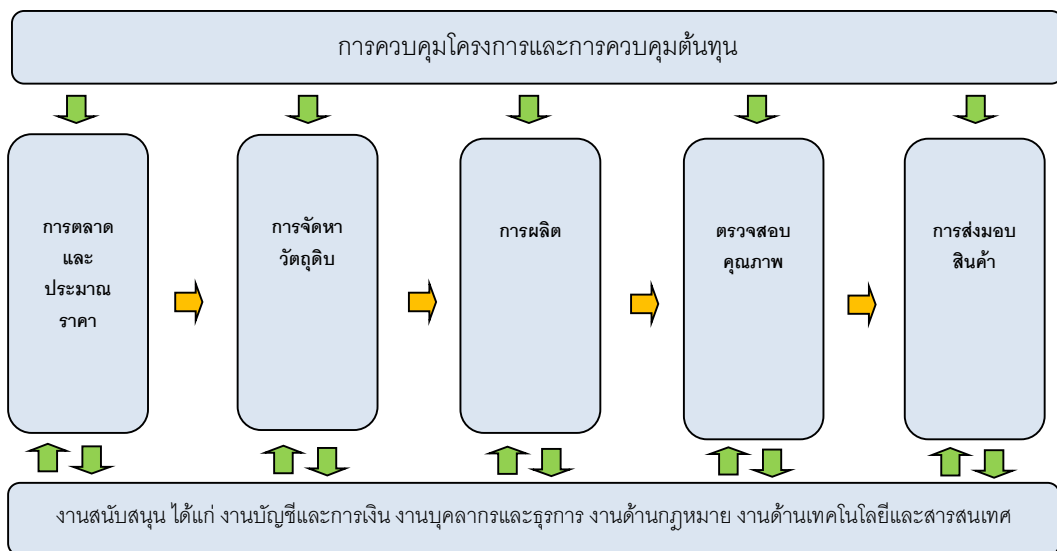 การควบคุมโครงการและการควบคุมต้นทุน
การตลาด
และ
ประมาณ
ราคา
การจัดหา
วัตถุดิบ
การผลิต
ตรวจสอบ
คุณภาพ
การส่งมอบ
สินค้า
งานสนับสนุน ได้แก่ งานบัญชีและการเงิน งานบุคลากรและธุรการ งานด้านกฎหมาย งานด้านเทคโนโลยีและสารสนเทศ